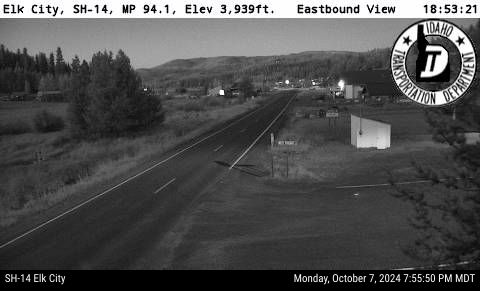 Elk City, SH-14, MP 94.1, Elev 3,939ft.   Eastbound View   18:53:21
IDAHO
TRANSPORTATION DEPARTMENT
SH-14 Elk City
Monday, October 7, 2024 7:55:50 PM MDT